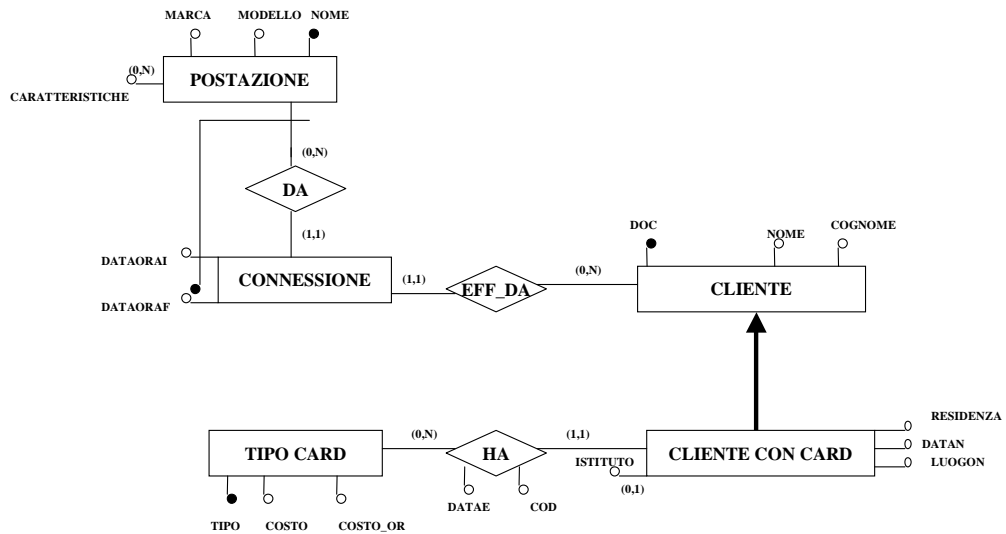 MARCA MODELLO NOME
(0,N)
POSTAZIONE
CARATTERISTICHE
(0,N)
DA
(1,1)
DOC NOME COGNOME
DATAORAI
CONNESSIONE
(1,1)
EFF_DA
(0,N)
CLIENTE
DATAORAF
RESIDENZA
(0,N)
(1,1)
TIPO CARD
HA
ISTITUTO
CLIENTE CON CARD
DATAN
LUOGON
(0,1)
DATAE COD
TIPO COSTO COSTO_OR